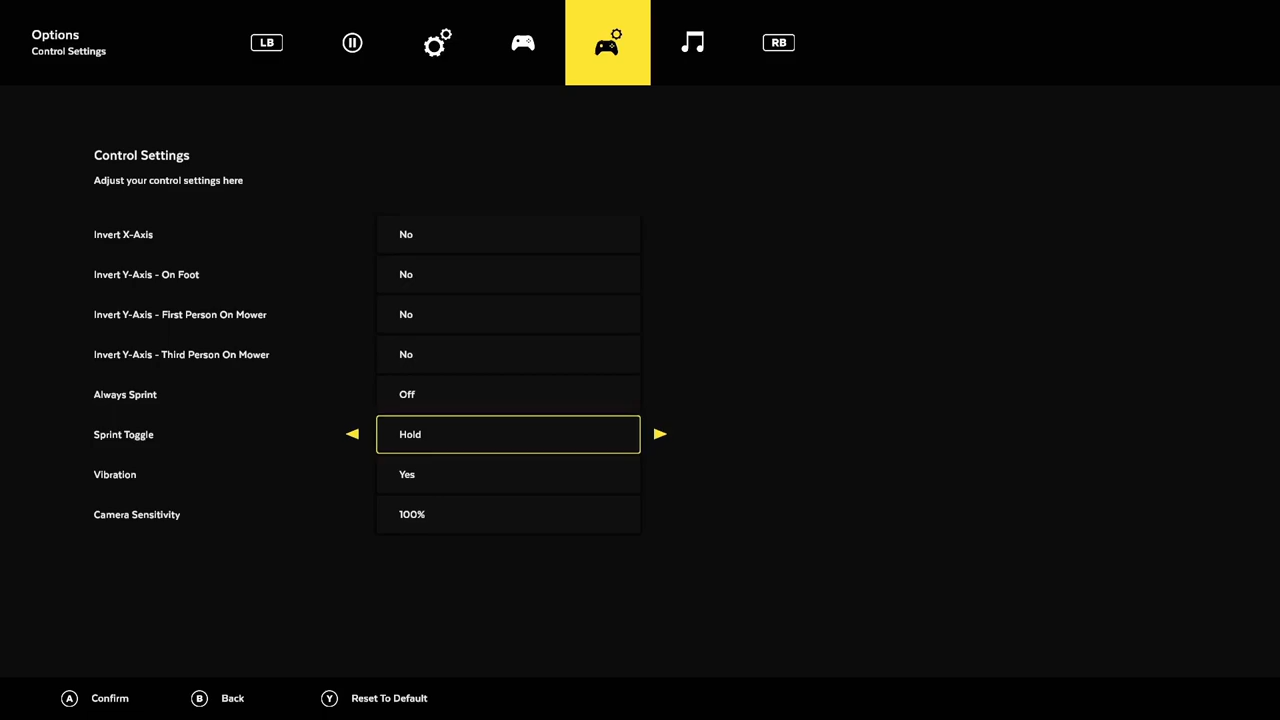 Options
Control Settings
LB
RB
Control Settings
Adjust your control settings here
Invert X-Axis No
Invert Y-Axis - On Foot No
Invert Y-Axis - First Person On Mower No
Invert Y-Axis - Third Person On Mower No
Always Sprint Off
Sprint Toggle Hold
Vibration Yes
Camera Sensitivity 100%
A Confirm B Back Y Reset To Default